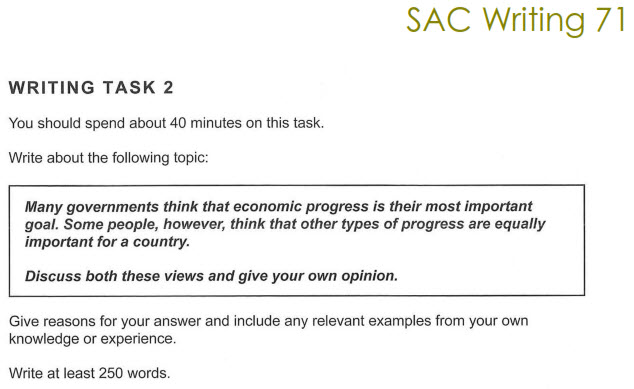 SAC Writing 71
WRITING TASK 2
You should spend about 40 minutes on this task.
Write about the following topic:
Many governments think that economic progress is their most important
goal. Some people, however, think that other types of progress are equally
important for a country.
Discuss both these views and give your own opinion.
Give reasons for your answer and include any relevant examples from your own
knowledge or experience.
Write at least 250 words.